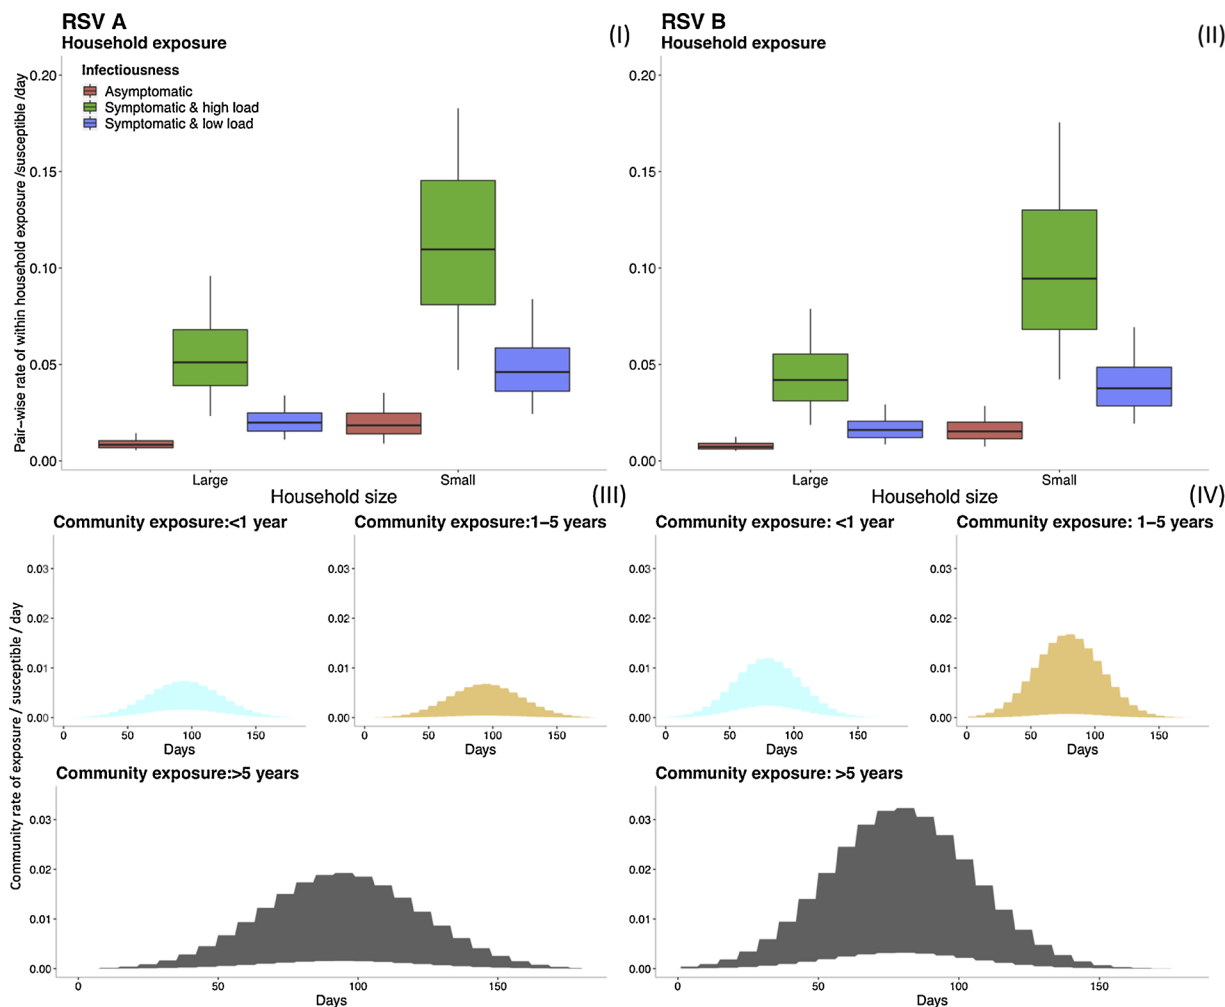 RSV A
Household exposure
(I)
Infectiousness
Asymptomatic
Symptomatic & high load
Symptomatic & low load
Pair−wise rate of within household exposure /susceptible /day
0.20
0.15
0.10
0.05
0.00
Large
Small
Household size
RSV B
Household exposure
(II)
0.20
0.15
0.10
0.05
0.00
Large
Small
Household size
(III)
Community rate of exposure / susceptible / day
Community exposure:<1 year
0.03
0.02
0.01
0.00
0
50
100
150
Days
Community exposure:1−5 years
0.03
0.02
0.01
0.00
0
50
100
150
Days
Community exposure:>5 years
0.03
0.02
0.01
0.00
0
50
100
150
Days
(IV)
Community exposure: <1 year
0.03
0.02
0.01
0.00
0
50
100
150
Days
Community exposure: 1−5 years
0.03
0.02
0.01
0.00
0
50
100
150
Days
Community exposure: >5 years
0.03
0.02
0.01
0.00
0
50
100
150
Days